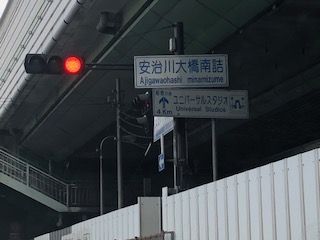 安治川大橋南詰
Ajigawaohashi minamizume
ユニバーサルスタジオ
Universal Studios
4Km